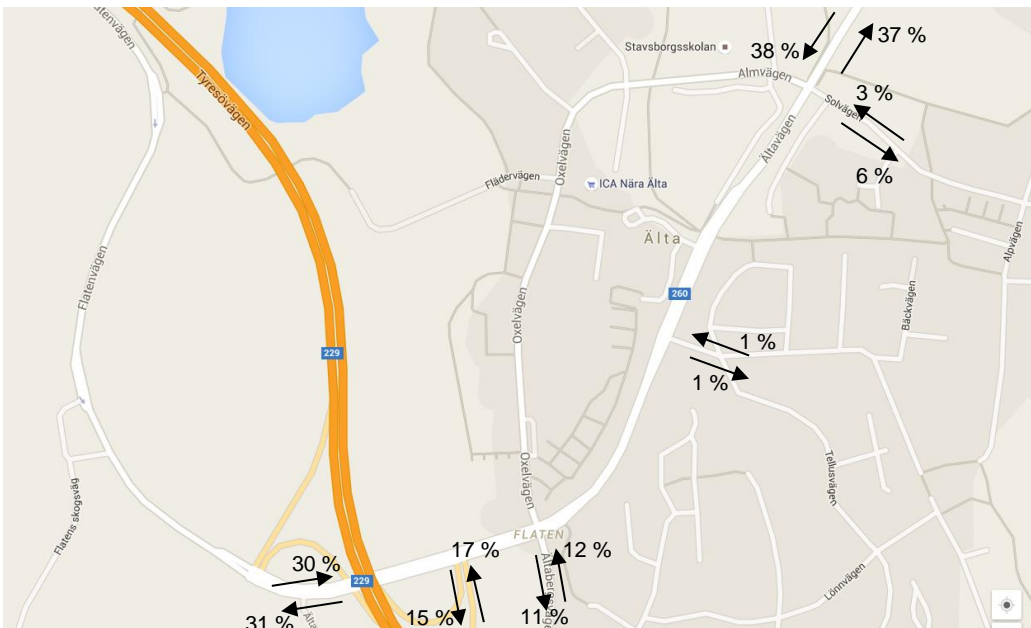 Flatenvägen
Stavsborgsskolan
38 %
37 %
Almvägen
Tyresövägen
3 %
Solvägen
Ältavägen
Oxelvägen
6 %
Flädervägen
ICA Nära Älta
Älta
Alpvägen
Flatenvägen
260
Bäckvägen
Oxelvägen
1 %
229
1 %
Oxelvägen
Tellusvägen
Flatens skogsväg
FLATEN
17 %
12 %
30 %
229
Lönnvägen
15 %
11 %
31 %